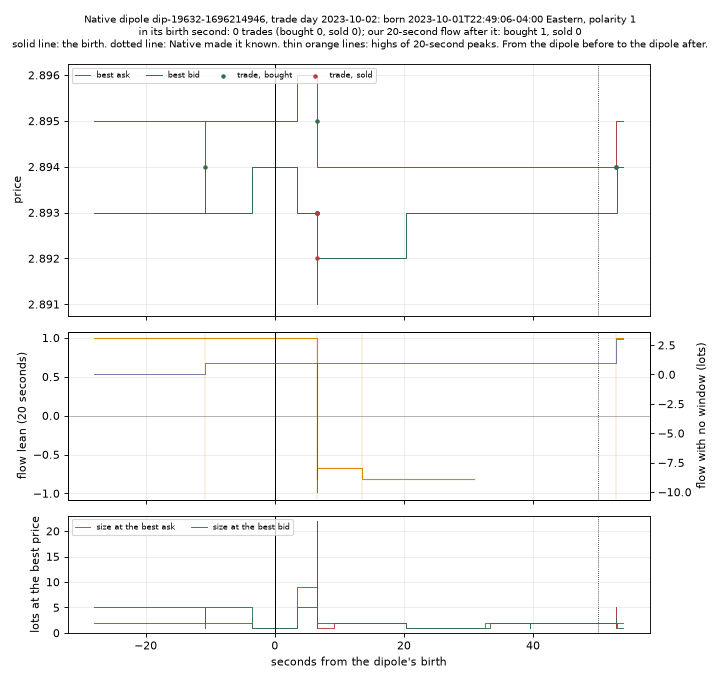 Native dipole dip-19632-1696214946, trade day 2023-10-02: born 2023-10-01T22:49:06-04:00 Eastern, polarity 1
in its birth second: 0 trades (bought 0, sold 0); our 20-second flow after it: bought 1, sold 0
solid line: the birth. dotted line: Native made it known. thin orange lines: highs of 20-second peaks. From the dipole before to the dipole after.
best ask best bid trade, bought trade, sold
2.896
2.895
2.894
2.893
2.892
2.891
price
1.0
0.5
0.0
−0.5
−1.0
flow lean (20 seconds)
2.5
0.0
−2.5
−5.0
−7.5
−10.0
flow with no window (lots)
size at the best ask size at the best bid
20
15
10
5
0
lots at the best price
−20 0 20 40
seconds from the dipole's birth